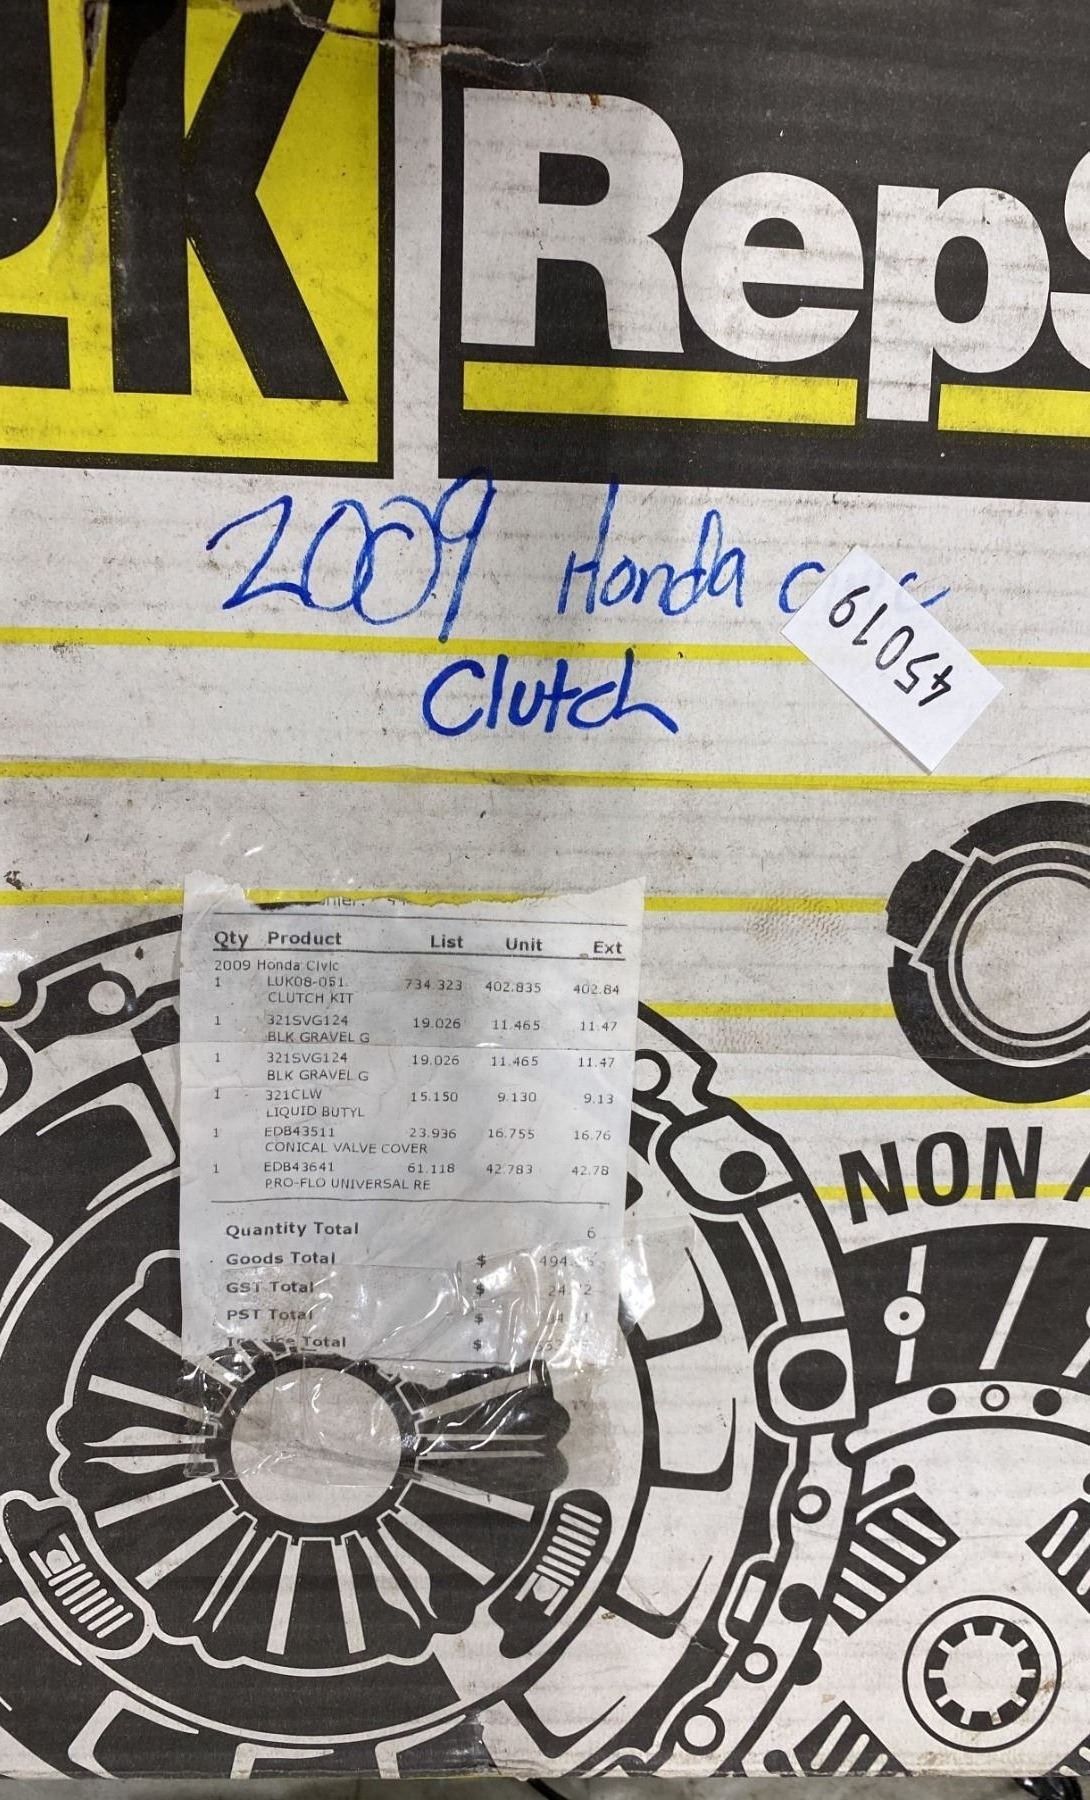 RepS
2009 Honda
45019
Clutch
Qty Product List Unit Ext
2009 Honda Civic
1 LUK08-051 734.323 402.835 402.84
CLUTCH KIT
1 321SVG124 19.026 11.465 11.47
BLK GRAVEL G
1 321SVG124 19.026 11.465 11.47
BLK GRAVEL G
1 321CLW 15.150 9.130 9.13
LIQUID BUTYL
1 EDB43511 23.936 16.755 16.76
CONICAL VALVE COVER
1 EDB43641 61.118 42.783 42.78
PRO-FLO UNIVERSAL RE
Quantity Total 6
Goods Total $
GST Total $
PST Total $
Total $
NON